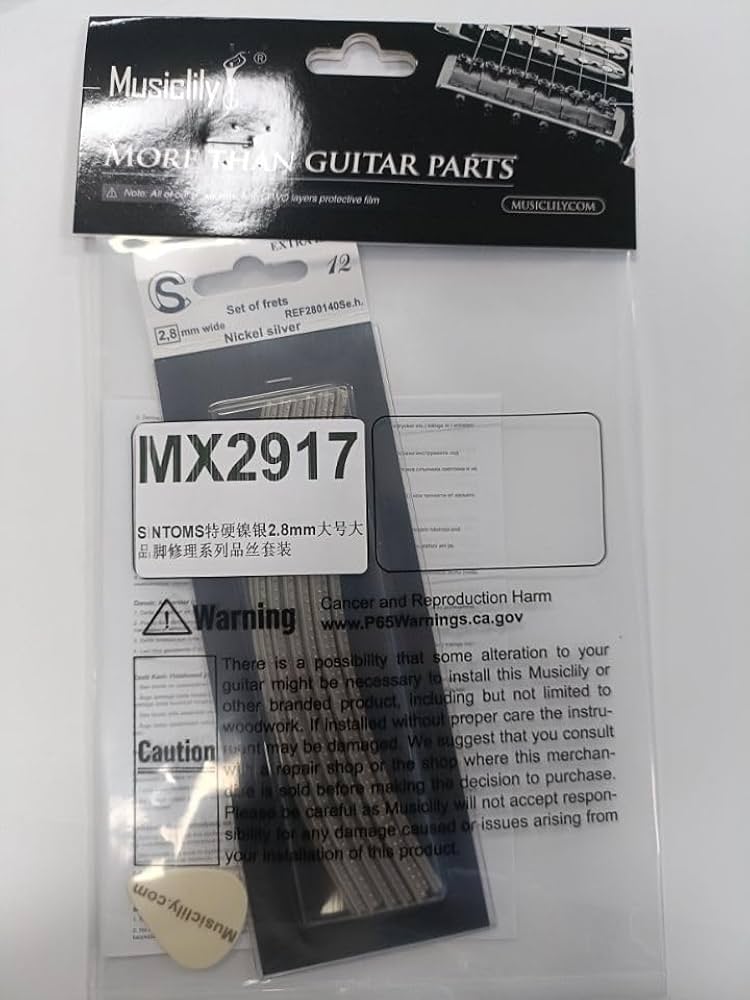 Musiclily ®
MORE THAN GUITAR PARTS
Note: All of our layers protective film
MUSICLILY.COM
EXTRA
12
S
Set of frets
REF280140Se.h.
2,8 mm wide
Nickel silver
MX2917
SINTOMS特硬镍银2.8mm大号大
品脚修理系列品丝套装
Warning
Cancer and Reproduction Harm
www.P65Warnings.ca.gov
Caution
There is a possibility that some alteration to your
guitar might be necessary to install this Musiclily or
other branded product, including but not limited to
woodwork. If installed without proper care the instru-
ment may be damaged. We suggest that you consult
with a repair shop or the shop where this merchan-
dise is sold before making the decision to purchase.
Please be careful as Musiclily will not accept respon-
sibility for any damage caused or issues arising from
your installation of this product.
Musiclily.com